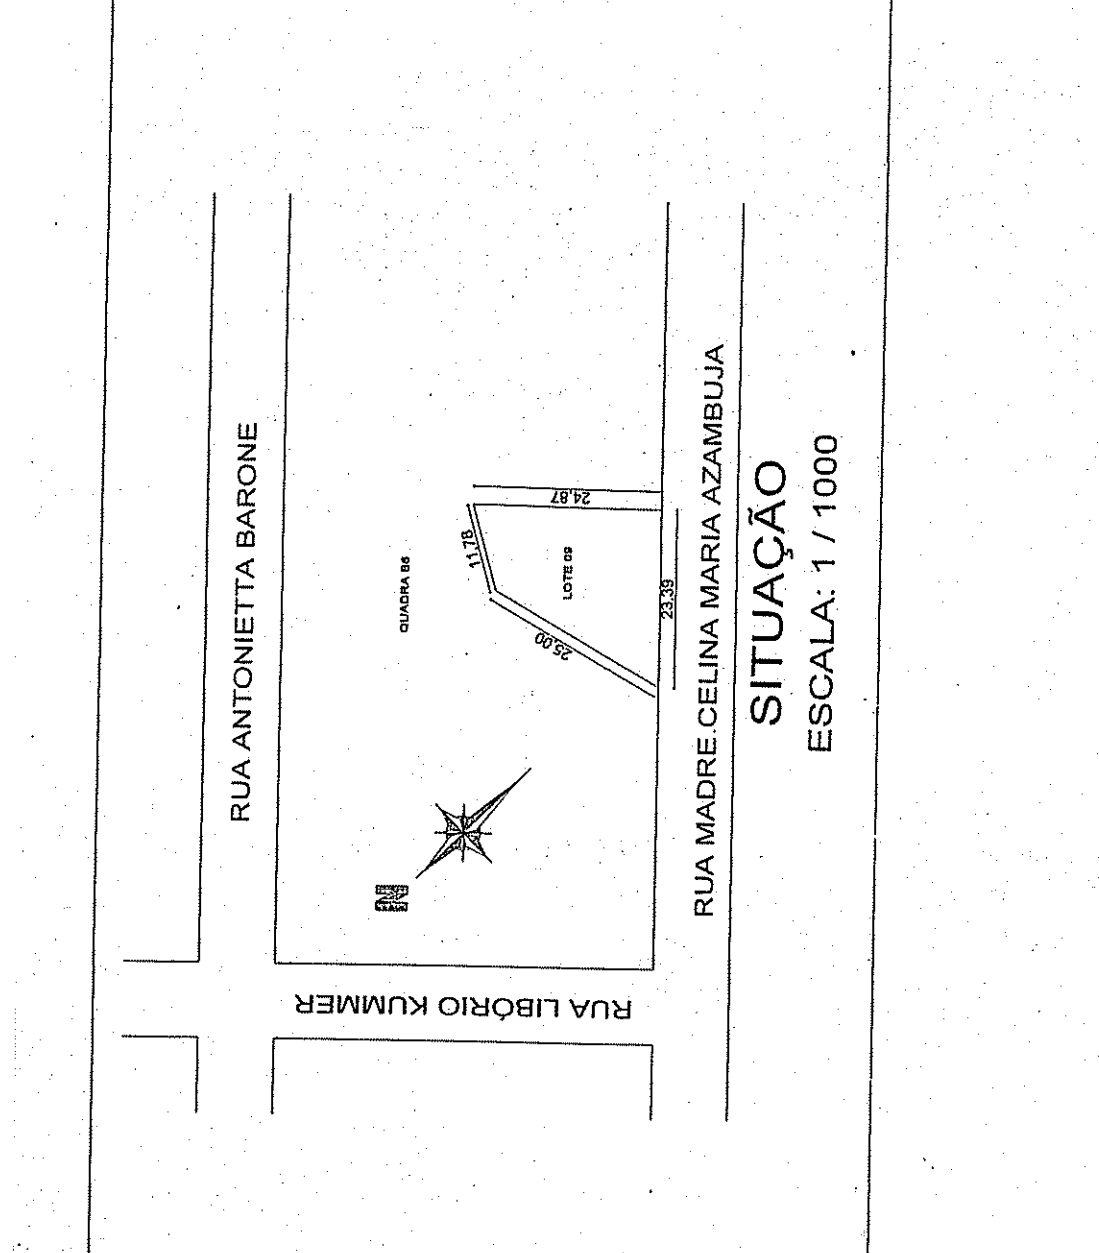 RUA ANTONIETTA BARONE
QUADRA B6
11,78
24,87
LOTE 09
25,00
23,39
N
RUA LIBÓRIO KUMMER
RUA MADRE CELINA MARIA AZAMBUJA
SITUAÇÃO
ESCALA: 1 / 1000